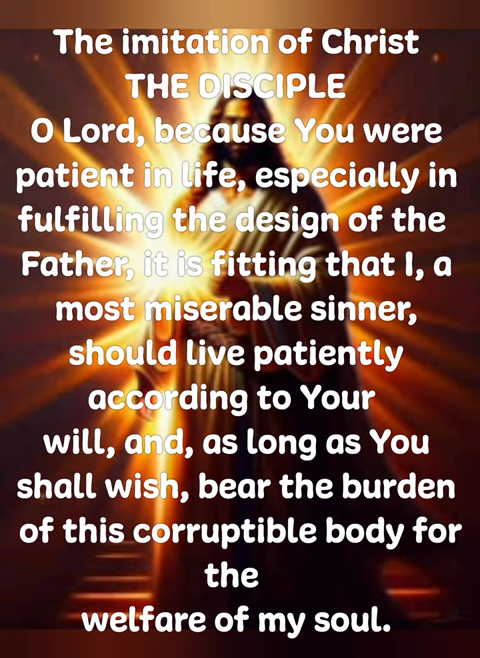 The imitation of Christ
THE DISCIPLE
O Lord, because You were
patient in life, especially in
fulfilling the design of the
Father, it is fitting that I, a
most miserable sinner,
should live patiently
according to Your
will, and, as long as You
shall wish, bear the burden
of this corruptible body for
the
welfare of my soul.